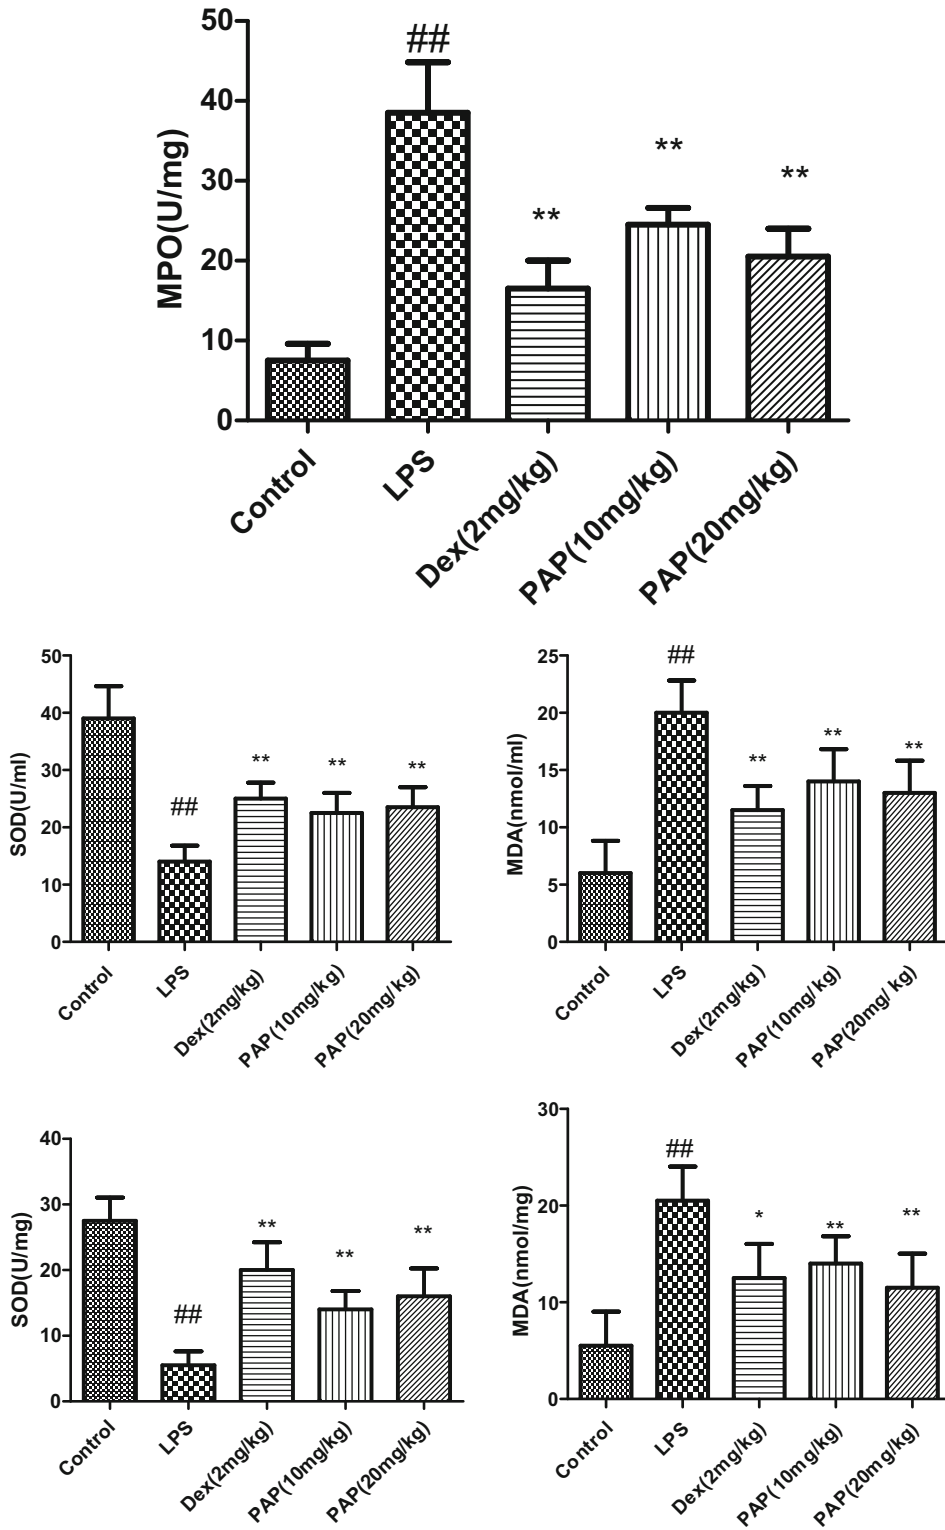 50
##
40
MPO(U/mg)
30
**
**
**
20
10
0
Control
LPS
Dex(2mg/kg)
PAP(10mg/kg)
PAP(20mg/kg)
50
40
SOD(U/ml)
30
**
**
**
##
20
10
0
Control
LPS
Dex(2mg/kg)
PAP(10mg/kg)
PAP(20mg/ kg)
25
##
20
MDA(nmol/ml)
**
**
**
15
10
5
0
Control
LPS
Dex(2mg/kg)
PAP(10mg/ kg)
PAP(20mg/ kg)
40
SOD(U/mg)
30
**
**
**
20
##
10
0
Control
LPS
Dex(2mg/kg)
PAP(10mg/kg)
PAP(20mg/kg)
30
##
MDA(nmol/mg)
20
*
**
**
10
0
Control
LPS
Dex(2mg/kg)
PAP(10mg/kg)
PAP(20mg/kg)